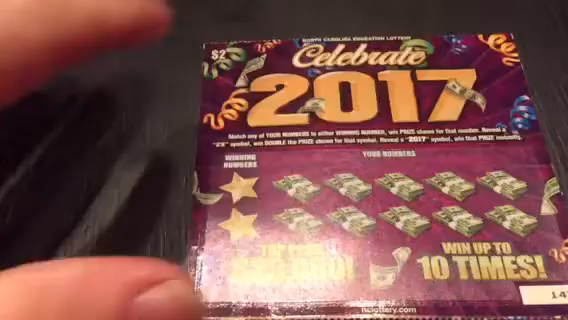 NORTH CAROLINA EDUCATION LOTTERY
$2
Celebrate
2017
Match any of YOUR NUMBERS to either WINNING NUMBER, win PRIZE shown for that number. Reveal a
"2X" symbol, win DOUBLE the PRIZE shown for that symbol. Reveal a "2017" symbol, win that PRIZE instantly.
WINNING
NUMBERS
YOUR NUMBERS
WIN UP TO
10 TIMES!
nclottery.com